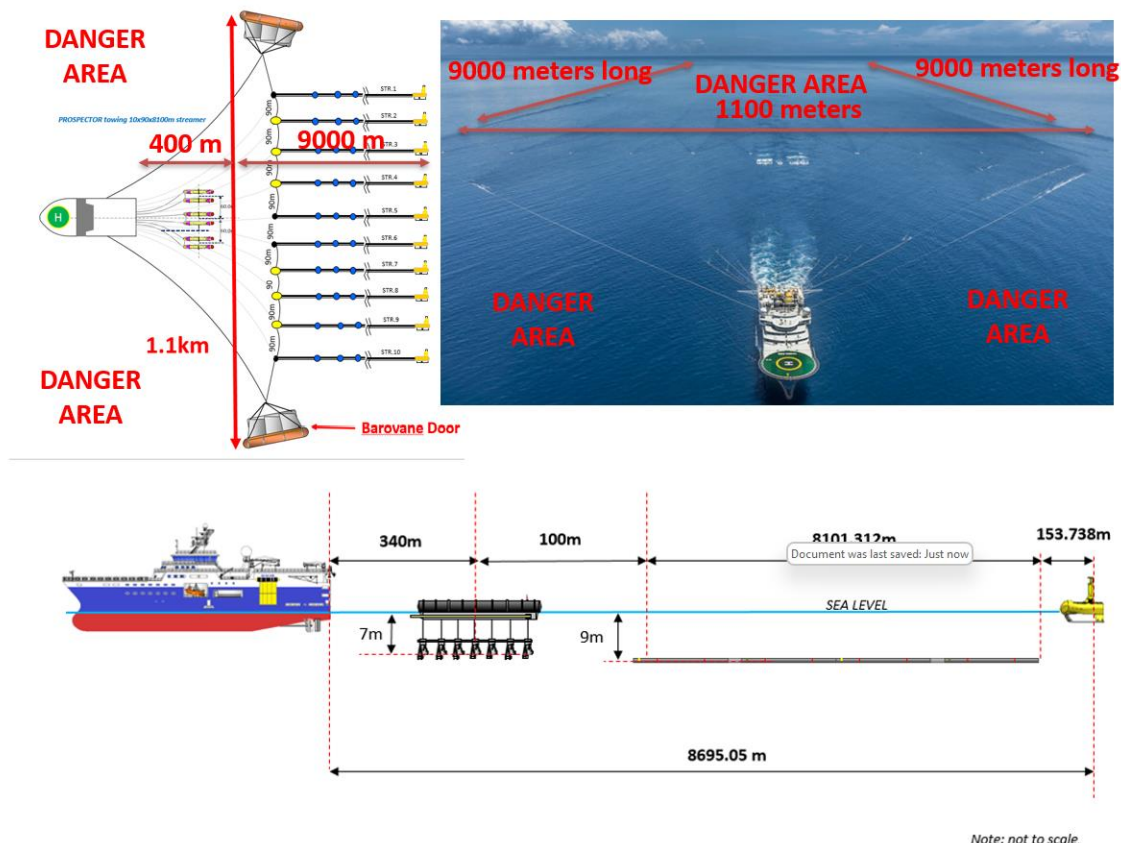 DANGER
AREA
PROSPECTOR towing 10x90x8100m streamer
400 m
9000 m
STR.1
STR.2
STR.3
STR.4
STR.5
STR.6
STR.7
STR.8
STR.9
STR.10
90m
90m
90m
90m
90m
90m
90
90m
90m
H
1.1km
DANGER
AREA
Barovane Door
9000 meters long
DANGER AREA
1100 meters
9000 meters long
DANGER
AREA
DANGER
AREA
H
340m
100m
8101.312m
153.738m
Document was last saved: Just now
SEA LEVEL
7m
9m
8695.05 m
Note: not to scale